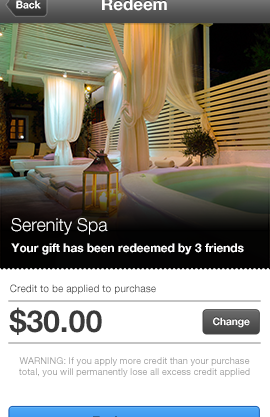 Back
Redeem
Serenity Spa
Your gift has been redeemed by 3 friends
Credit to be applied to purchase
$30.00
Change
WARNING: If you apply more credit than your purchase
total, you will permanently lose all excess credit applied